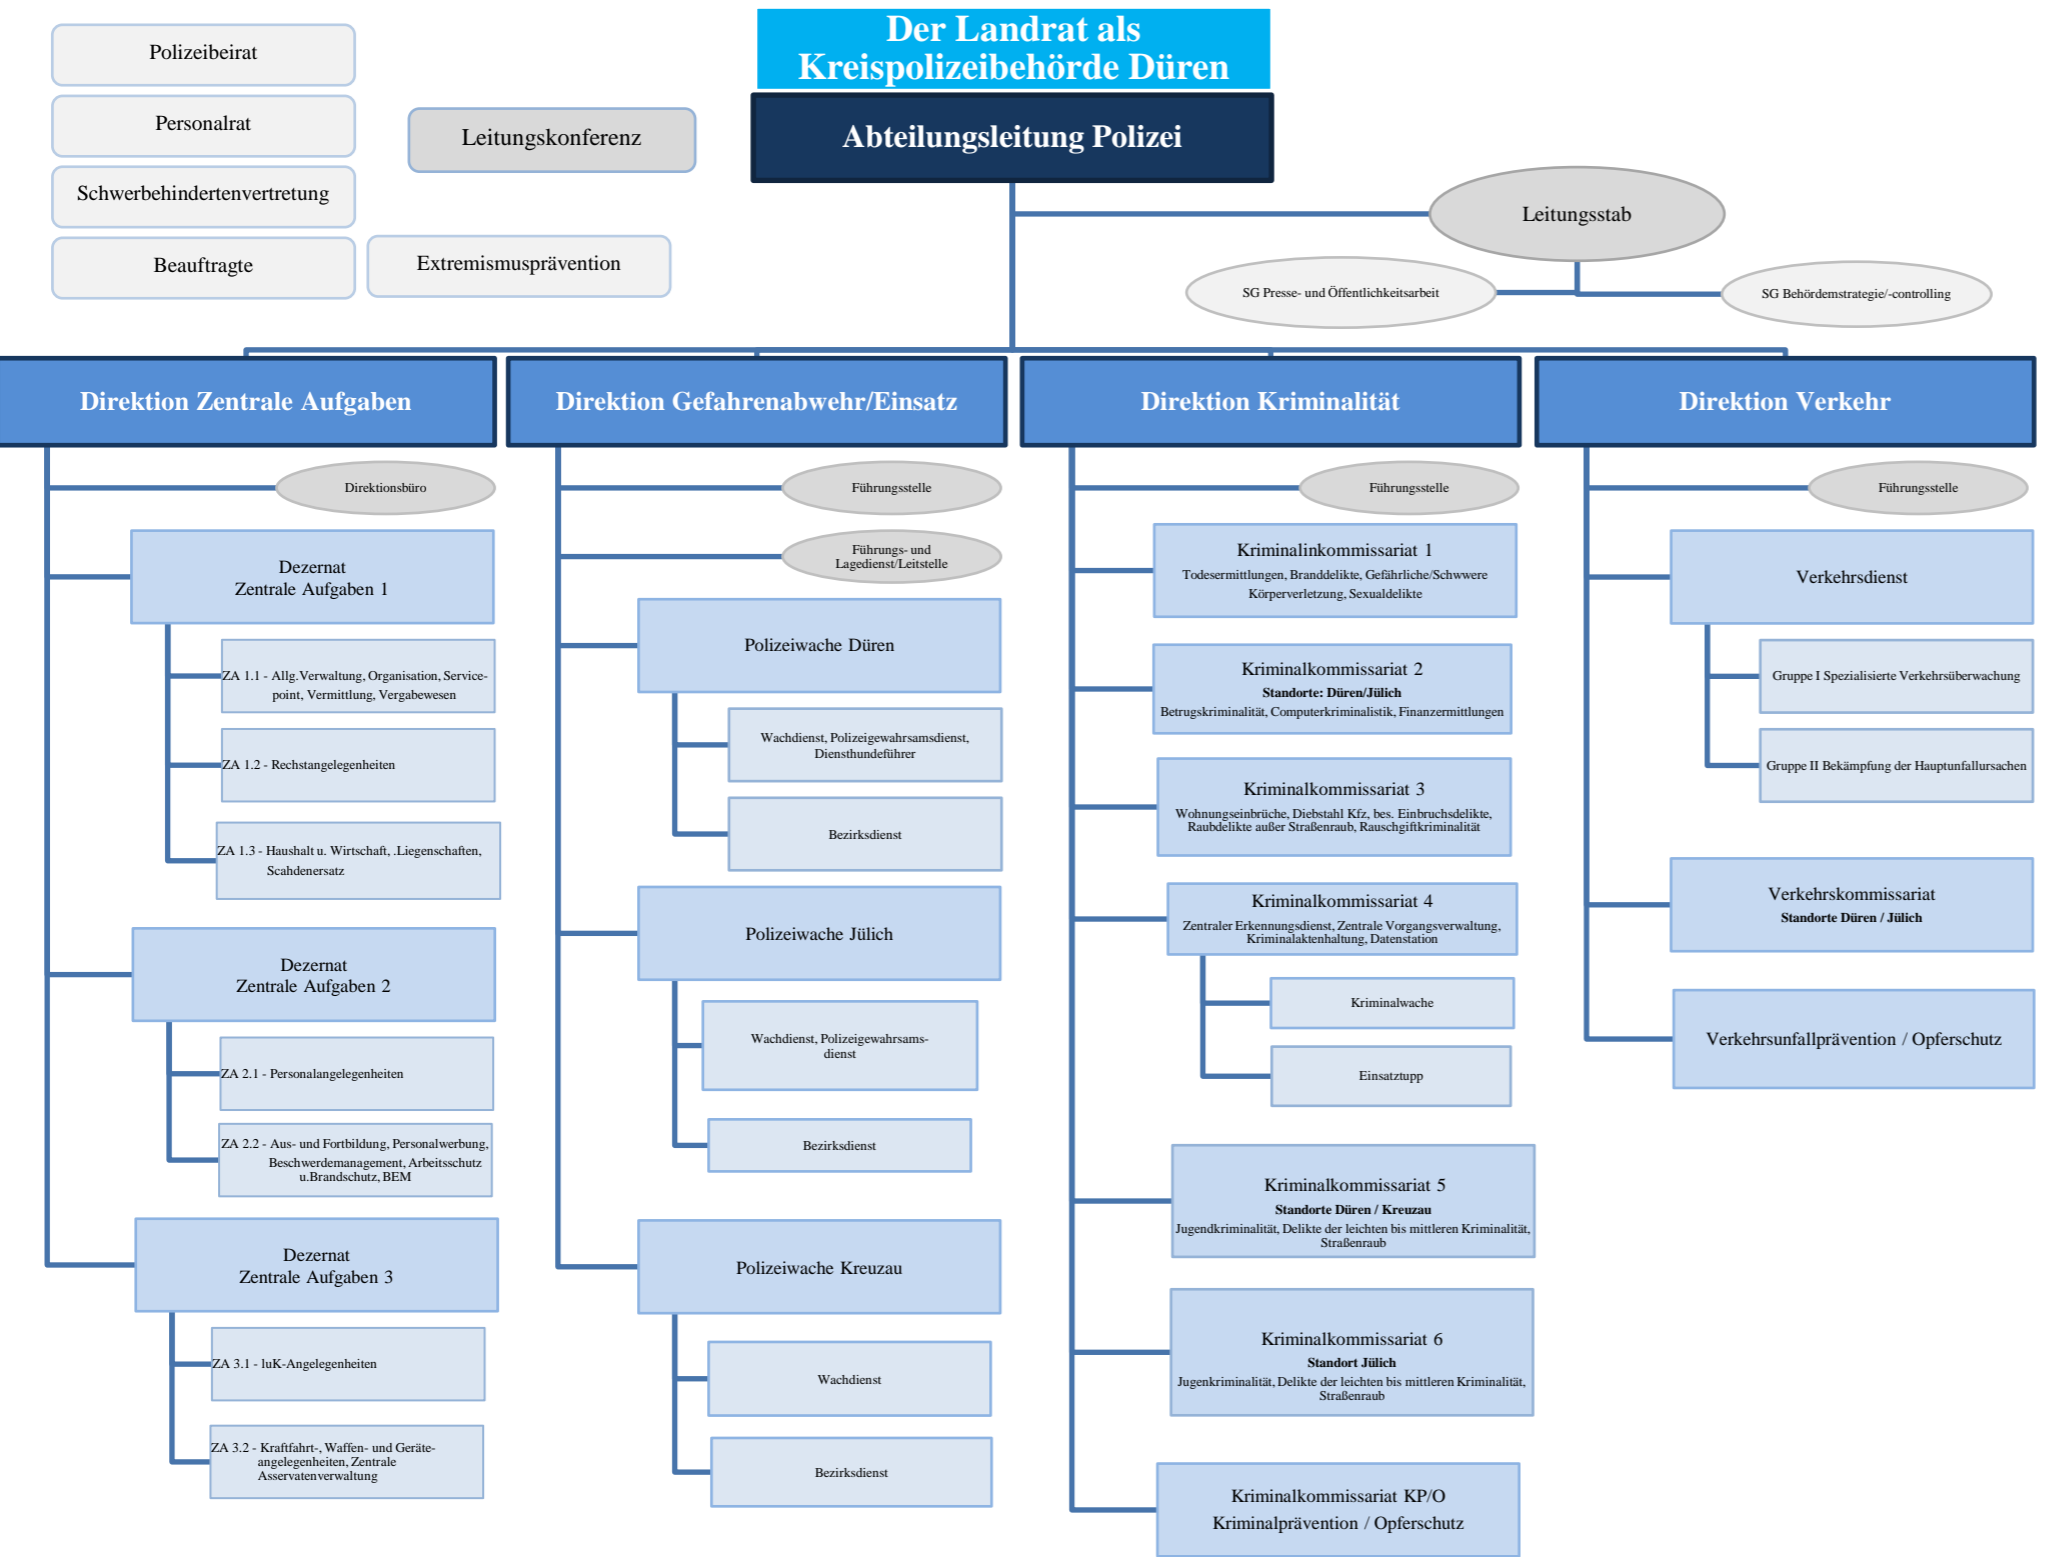 Der Landrat als
Kreispolizeibehörde Düren
Abteilungsleitung Polizei
Polizeibeirat
Personalrat
Schwerbehindertenvertretung
Beauftragte
Extremismusprävention
Leitungskonferenz
Leitungsstab
SG Presse- und Öffentlichkeitsarbeit
SG Behördemstrategie/-controlling
Direktion Zentrale Aufgaben
Direktionsbüro
Dezernat
Zentrale Aufgaben 1
ZA 1.1 - Allg.Verwaltung, Organisation, Service-
point, Vermittlung, Vergabewesen
ZA 1.2 - Rechstangelegenheiten
ZA 1.3 - Haushalt u. Wirtschaft, .Liegenschaften,
Scahdenersatz
Dezernat
Zentrale Aufgaben 2
ZA 2.1 - Personalangelegenheiten
ZA 2.2 - Aus- und Fortbildung, Personalwerbung,
Beschwerdemanagement, Arbeitsschutz
u.Brandschutz, BEM
Dezernat
Zentrale Aufgaben 3
ZA 3.1 - luK-Angelegenheiten
ZA 3.2 - Kraftfahrt-, Waffen- und Geräte-
angelegenheiten, Zentrale
Asservatenverwaltung
Direktion Gefahrenabwehr/Einsatz
Führungsstelle
Führungs- und
Lagedienst/Leitstelle
Polizeiwache Düren
Wachdienst, Polizeigewahrsamsdienst,
Diensthundeführer
Bezirksdienst
Polizeiwache Jülich
Wachdienst, Polizeigewahrsams-
dienst
Bezirksdienst
Polizeiwache Kreuzau
Wachdienst
Bezirksdienst
Direktion Kriminalität
Führungsstelle
Kriminalinkommissariat 1
Todesermittlungen, Branddelikte, Gefährliche/Schwwere
Körperverletzung, Sexualdelikte
Kriminalkommissariat 2
Standorte: Düren/Jülich
Betrugskriminalität, Computerkriminalistik, Finanzermittlungen
Kriminalkommissariat 3
Wohnungseinbrüche, Diebstahl Kfz, bes. Einbruchsdelikte,
Raubdelikte außer Straßenraub, Rauschgiftkriminalität
Kriminalkommissariat 4
Zentraler Erkennungsdienst, Zentrale Vorgangsverwaltung,
Kriminalaktenhaltung, Datenstation
Kriminalwache
Einsatztupp
Kriminalkommissariat 5
Standorte Düren / Kreuzau
Jugendkriminalität, Delikte der leichten bis mittleren Kriminalität,
Straßenraub
Kriminalkommissariat 6
Standort Jülich
Jugenkriminalität, Delikte der leichten bis mittleren Kriminalität,
Straßenraub
Kriminalkommissariat KP/O
Kriminalprävention / Opferschutz
Direktion Verkehr
Führungsstelle
Verkehrsdienst
Gruppe I Spezialisierte Verkehrsüberwachung
Gruppe II Bekämpfung der Hauptunfallursachen
Verkehrskommissariat
Standorte Düren / Jülich
Verkehrsunfallprävention / Opferschutz